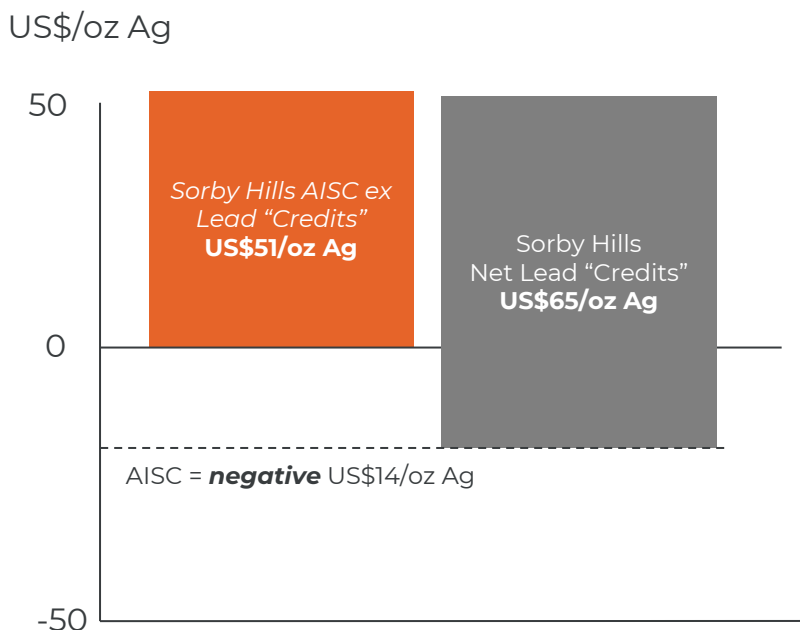 US$/oz Ag
50
Sorby Hills AISC ex
Lead “Credits”
US$51/oz Ag
Sorby Hills
Net Lead “Credits”
US$65/oz Ag
0
AISC = negative US$14/oz Ag
-50